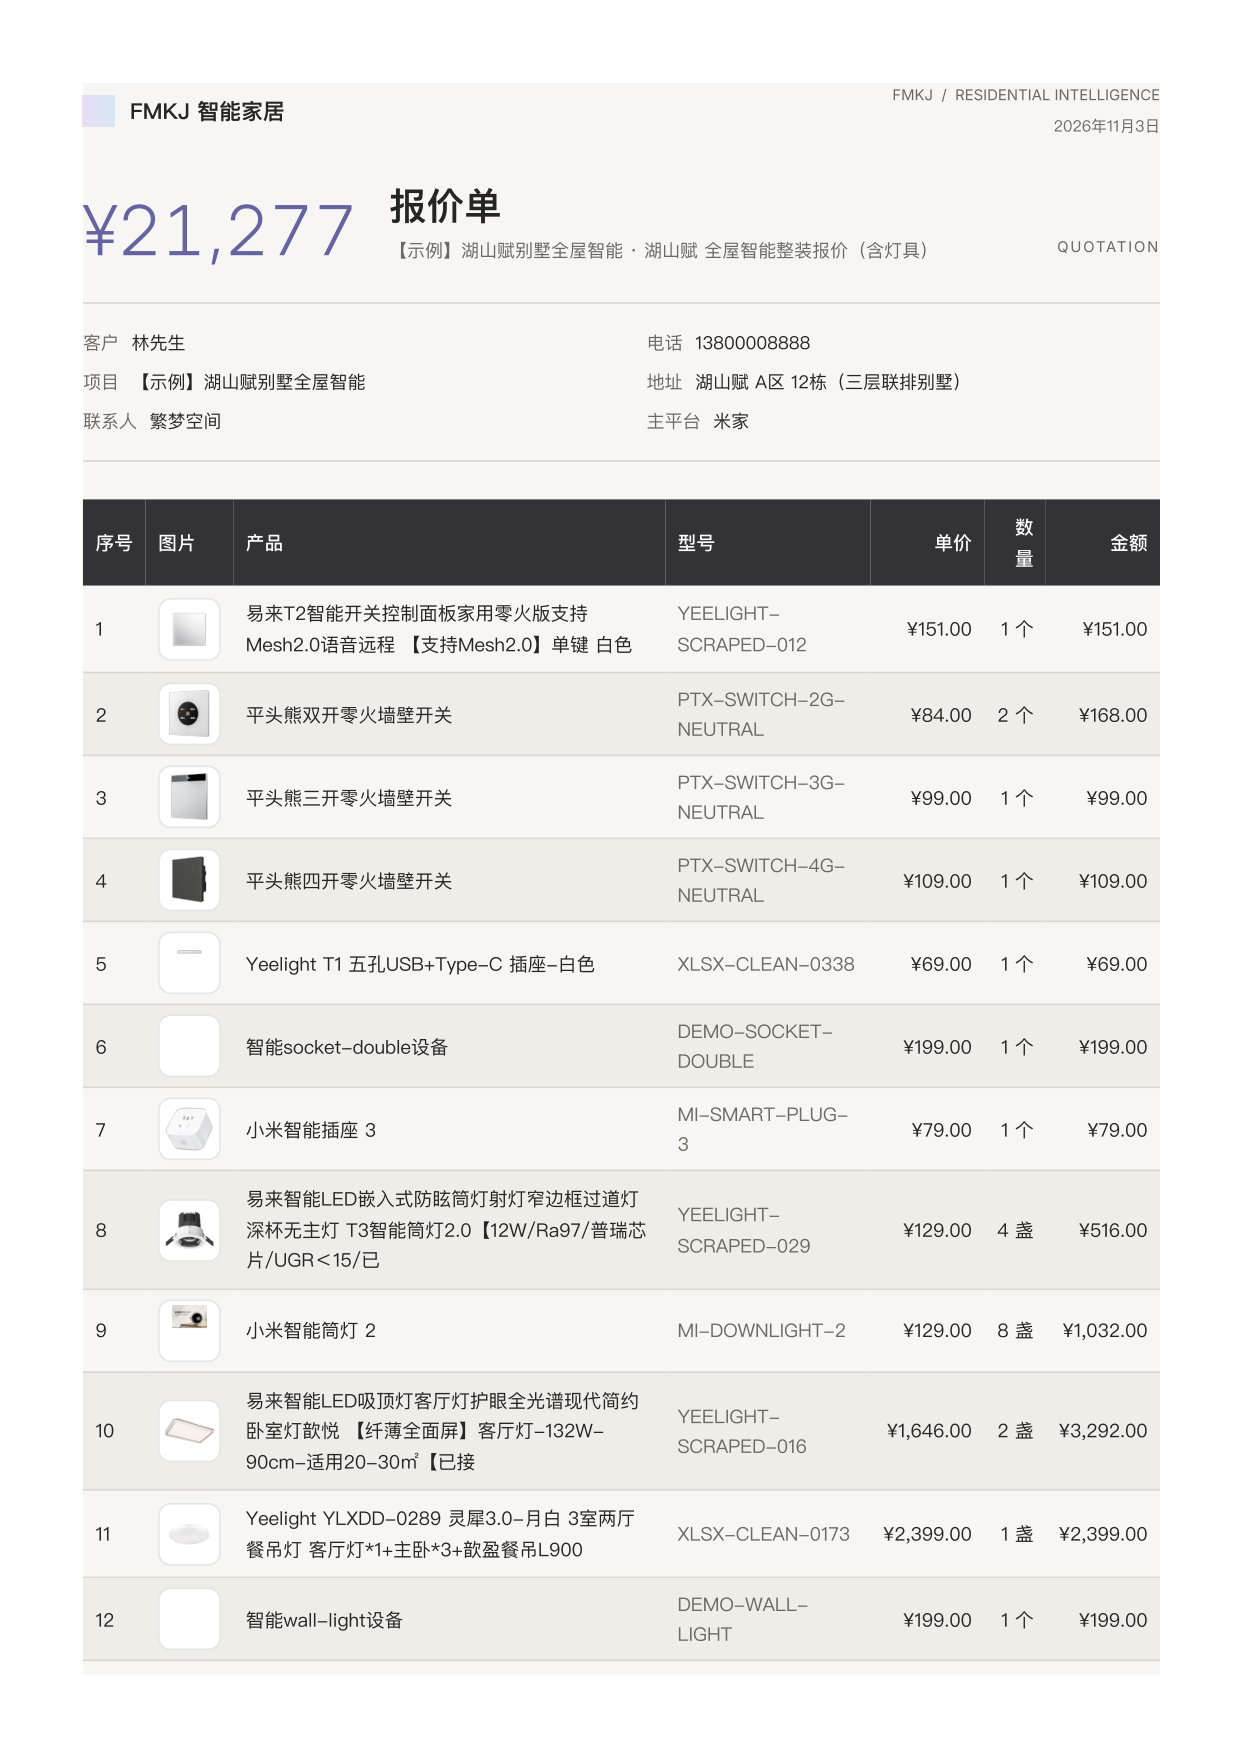 FMKJ 智能家居
FMKJ / RESIDENTIAL INTELLIGENCE
2026年11月3日
¥21,277
报价单
【示例】湖山赋别墅全屋智能 · 湖山赋 全屋智能整装报价（含灯具）
QUOTATION
客户 林先生
电话 13800008888
项目 【示例】湖山赋别墅全屋智能
地址 湖山赋 A区 12栋（三层联排别墅）
联系人 繁梦空间
主平台 米家
序号 图片 产品 型号 单价 数量 金额
1 易来T2智能开关控制面板家用零火版支持
Mesh2.0语音远程 【支持Mesh2.0】单键 白色
YEELIGHT-
SCRAPED-012
¥151.00 1 个 ¥151.00
2 平头熊双开零火墙壁开关
PTX-SWITCH-2G-
NEUTRAL
¥84.00 2 个 ¥168.00
3 平头熊三开零火墙壁开关
PTX-SWITCH-3G-
NEUTRAL
¥99.00 1 个 ¥99.00
4 平头熊四开零火墙壁开关
PTX-SWITCH-4G-
NEUTRAL
¥109.00 1 个 ¥109.00
5 Yeelight T1 五孔USB+Type-C 插座-白色 XLSX-CLEAN-0338 ¥69.00 1 个 ¥69.00
6 智能socket-double设备
DEMO-SOCKET-
DOUBLE
¥199.00 1 个 ¥199.00
7 小米智能插座 3
MI-SMART-PLUG-
3
¥79.00 1 个 ¥79.00
8 易来智能LED嵌入式防眩筒灯射灯窄边框过道灯
深杯无主灯 T3智能筒灯2.0【12W/Ra97/普瑞芯
片/UGR＜15/已
YEELIGHT-
SCRAPED-029
¥129.00 4 盏 ¥516.00
9 小米智能筒灯 2 MI-DOWNLIGHT-2 ¥129.00 8 盏 ¥1,032.00
10 易来智能LED吸顶灯客厅灯护眼全光谱现代简约
卧室灯歆悦 【纤薄全面屏】客厅灯-132W-
90cm-适用20-30㎡【已接
YEELIGHT-
SCRAPED-016
¥1,646.00 2 盏 ¥3,292.00
11 Yeelight YLXDD-0289 灵犀3.0-月白 3室两厅
餐吊灯 客厅灯*1+主卧*3+歆盈餐吊L900
XLSX-CLEAN-0173 ¥2,399.00 1 盏 ¥2,399.00
12 智能wall-light设备
DEMO-WALL-
LIGHT
¥199.00 1 个 ¥199.00